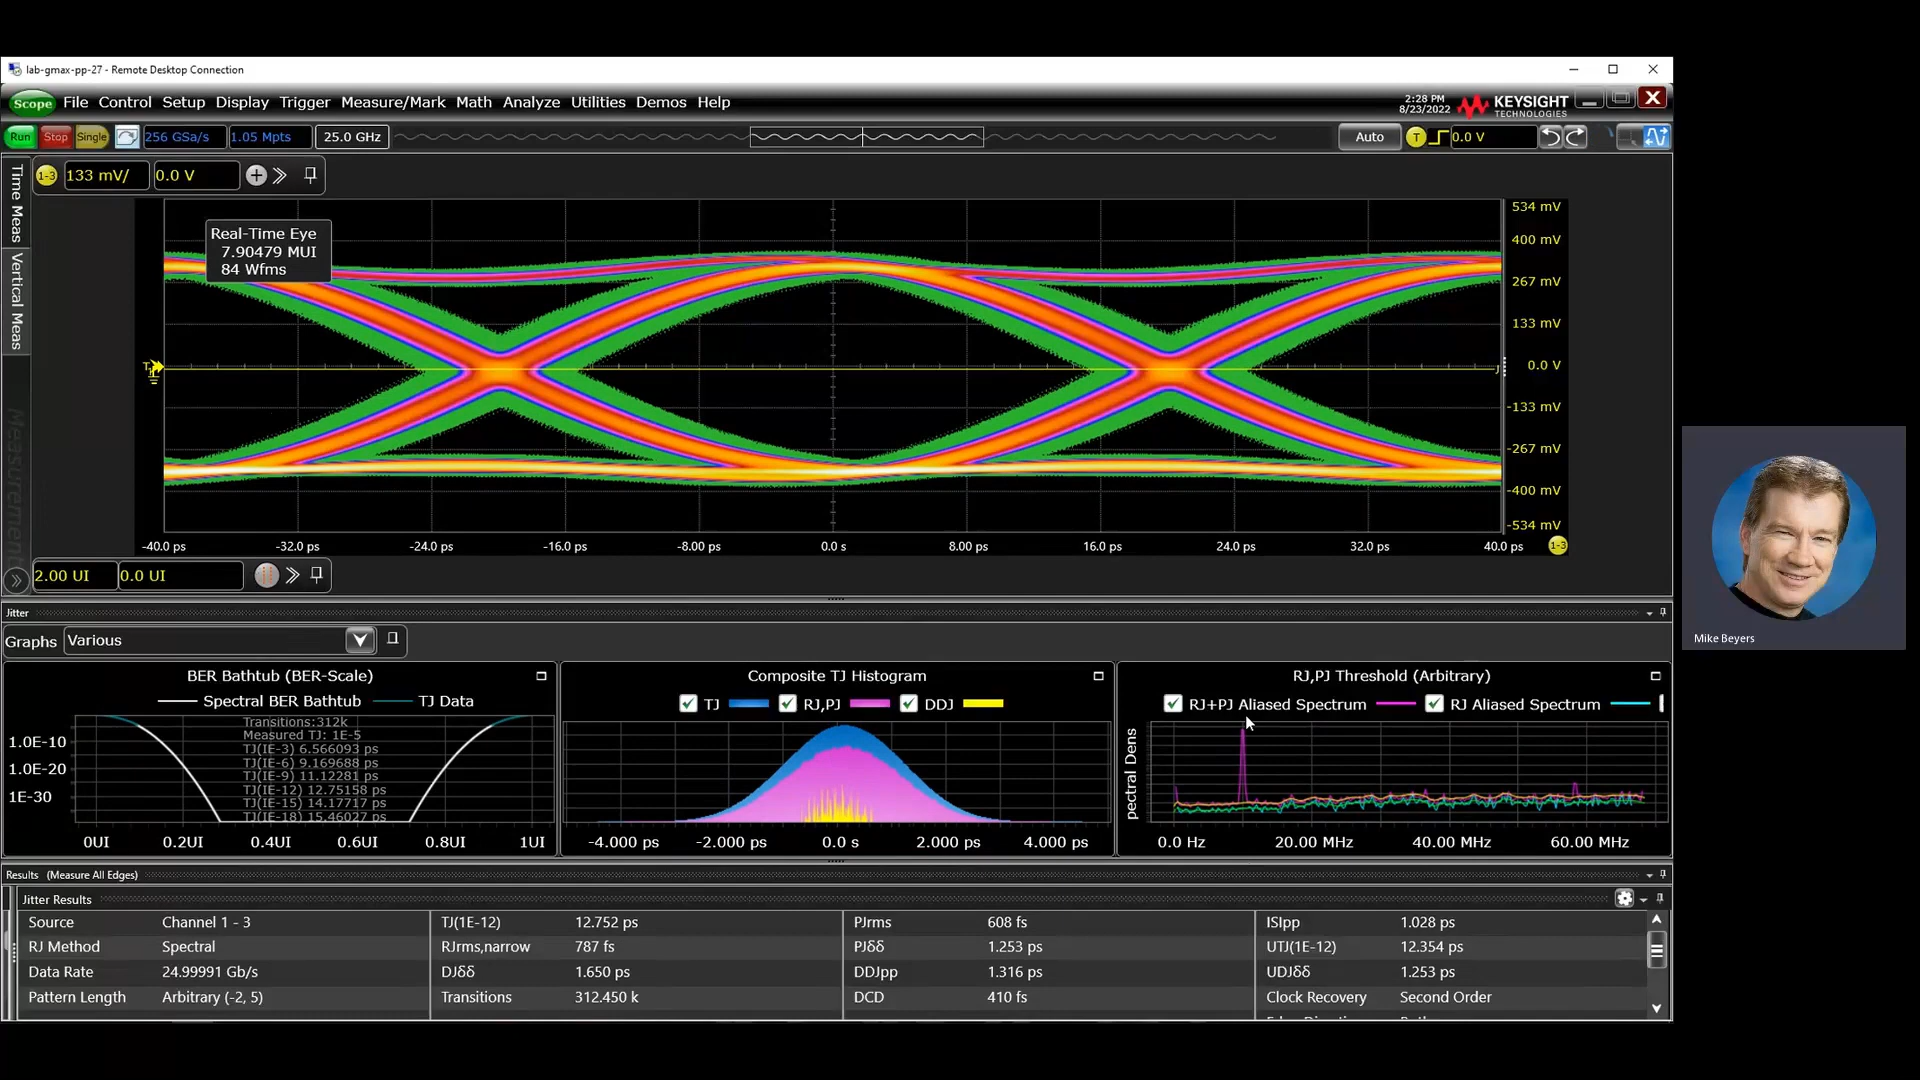 lab-gmax-pp-27 - Remote Desktop Connection
Scope File Control Setup Display Trigger Measure/Mark Math Analyze Utilities Demos Help
2:28 PM
8/23/2022
KEYSIGHT
TECHNOLOGIES
Run Stop Single 256 GSa/s 1.05 Mpts 25.0 GHz Auto T 0.0 V
Time Meas
Vertical Meas
Measurements
1-3 133 mV/ 0.0 V
Real-Time Eye
7.90479 MUI
84 Wfms
534 mV
400 mV
267 mV
133 mV
0.0 V
-133 mV
-267 mV
-400 mV
-534 mV
-40.0 ps -32.0 ps -24.0 ps -16.0 ps -8.00 ps 0.0 s 8.00 ps 16.0 ps 24.0 ps 32.0 ps 40.0 ps 1-3
2.00 UI 0.0 UI
Mike Beyers
Jitter
Graphs Various
BER Bathtub (BER-Scale)
Spectral BER Bathtub TJ Data
Transitions:312k
Measured TJ: 1E-5
TJ(IE-3) 6.566093 ps
TJ(IE-6) 9.169688 ps
TJ(IE-9) 11.12281 ps
TJ(IE-12) 12.75158 ps
TJ(IE-15) 14.17717 ps
TJ(IE-18) 15.46027 ps
1.0E-10
1.0E-20
1E-30
0UI 0.2UI 0.4UI 0.6UI 0.8UI 1UI
Composite TJ Histogram
TJ RJ,PJ DDJ
-4.000 ps -2.000 ps 0.0 s 2.000 ps 4.000 ps
RJ,PJ Threshold (Arbitrary)
RJ+PJ Aliased Spectrum RJ Aliased Spectrum
pectral Dens
0.0 Hz 20.00 MHz 40.00 MHz 60.00 MHz
Results (Measure All Edges)
Jitter Results
Source Channel 1 - 3 TJ(1E-12) 12.752 ps PJrms 608 fs ISIpp 1.028 ps
RJ Method Spectral RJrms,narrow 787 fs PJδδ 1.253 ps UTJ(1E-12) 12.354 ps
Data Rate 24.99991 Gb/s DJδδ 1.650 ps DDJpp 1.316 ps UDJδδ 1.253 ps
Pattern Length Arbitrary (-2, 5) Transitions 312.450 k DCD 410 fs Clock Recovery Second Order